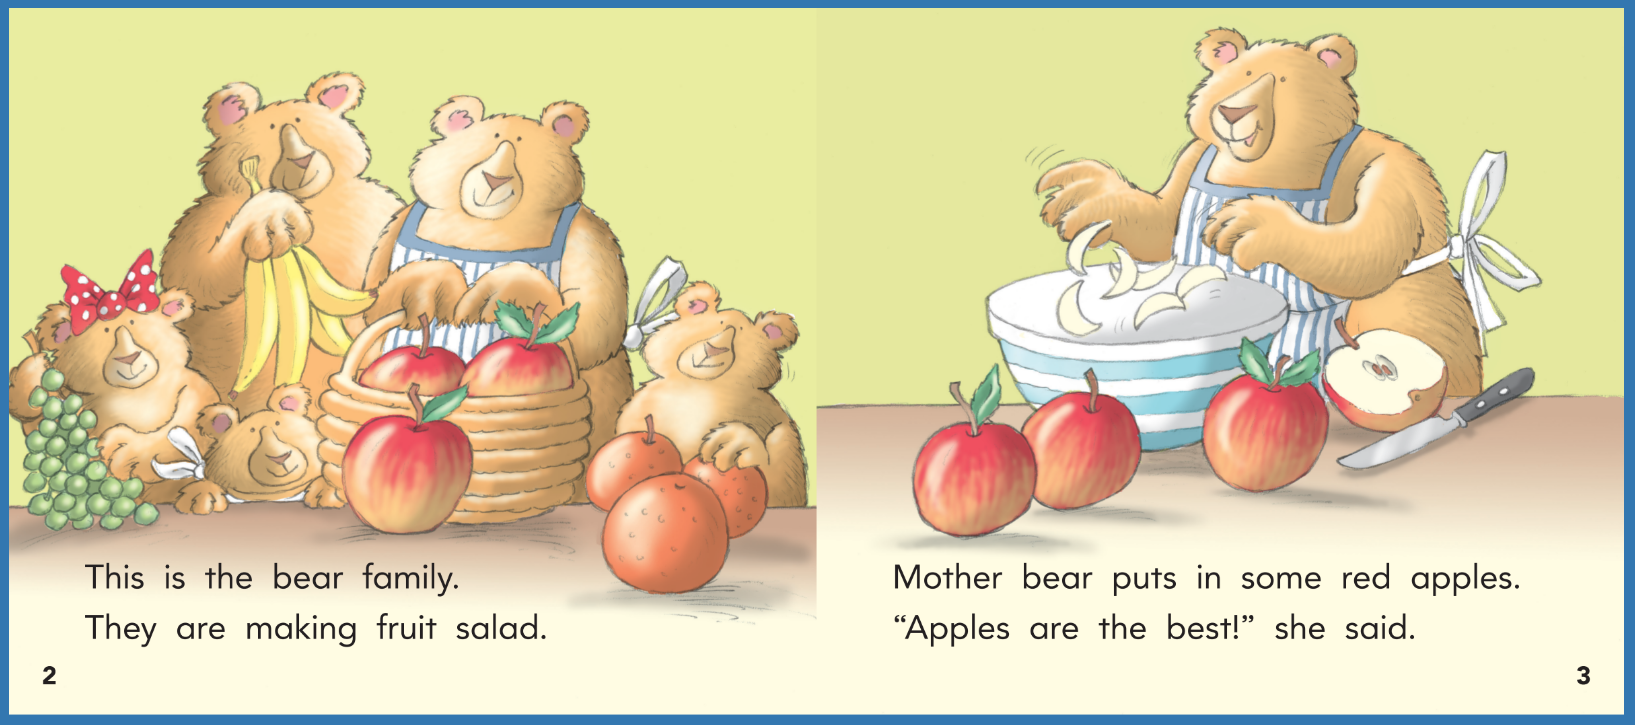 This is the bear family.
They are making fruit salad.
2
Mother bear puts in some red apples.
“Apples are the best!” she said.
3